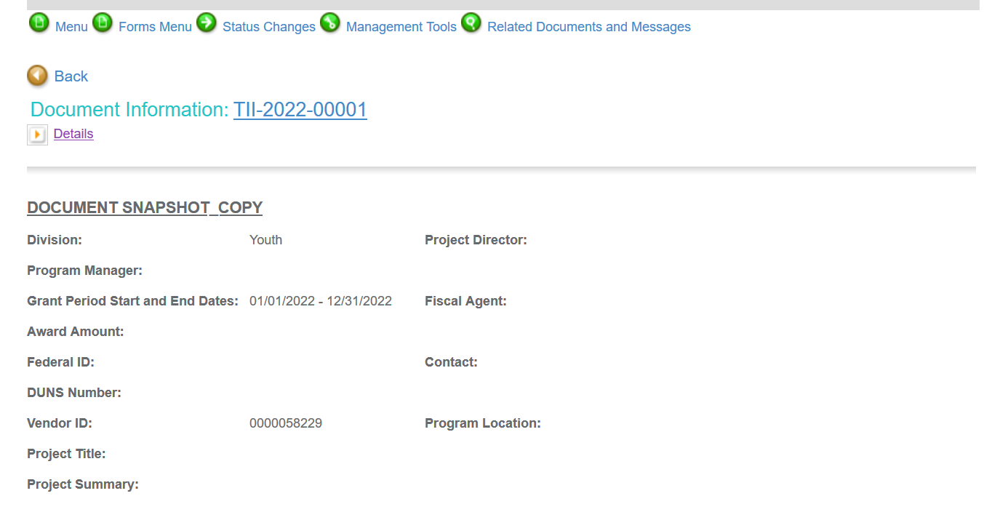 Menu Forms Menu Status Changes Management Tools Related Documents and Messages
Back
Document Information: TII-2022-00001
Details
DOCUMENT SNAPSHOT_COPY
Division: Youth Project Director:
Program Manager:
Grant Period Start and End Dates: 01/01/2022 - 12/31/2022 Fiscal Agent:
Award Amount:
Federal ID: Contact:
DUNS Number:
Vendor ID: 0000058229 Program Location:
Project Title:
Project Summary: